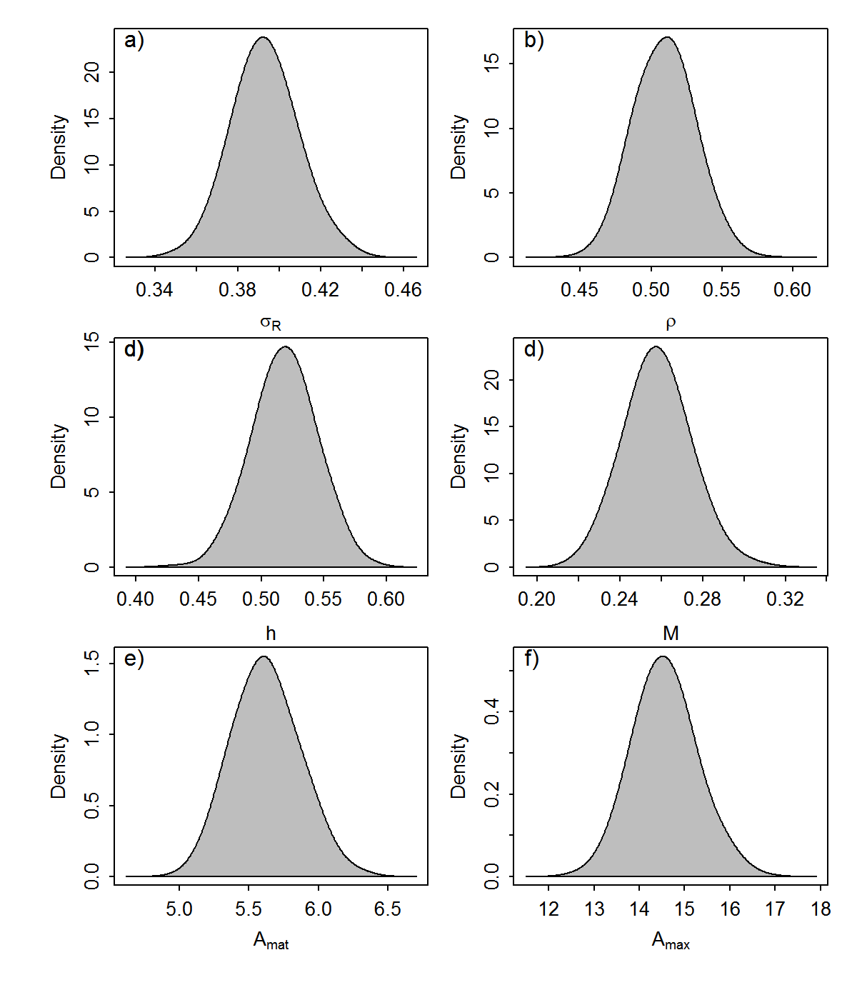 a)
Density
0 5 10 15 20
0.34 0.38 0.42 0.46
σR
b)
Density
0 5 10 15
0.45 0.50 0.55 0.60
ρ
d)
Density
0 5 10 15
0.40 0.45 0.50 0.55 0.60
h
d)
Density
0 5 10 15 20
0.20 0.24 0.28 0.32
M
e)
Density
0.0 0.5 1.0 1.5
5.0 5.5 6.0 6.5
Amat
f)
Density
0.0 0.2 0.4
12 13 14 15 16 17 18
Amax